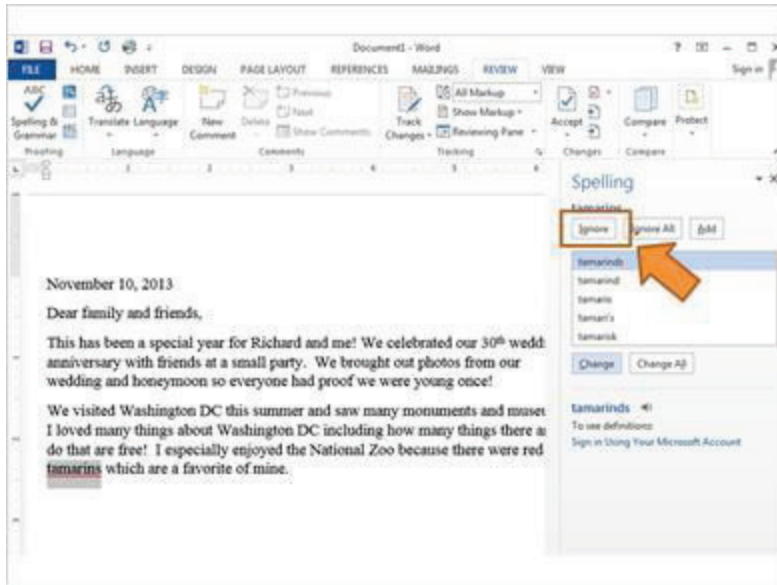 Document1 - Word
FILE HOME INSERT DESIGN PAGE LAYOUT REFERENCES MAILINGS REVIEW VIEW Sign in
ABC
Spelling & Grammar
Translate Language
New Comment
Delete
Previous
Next
Show Comments
Track Changes
All Markup
Show Markup
Reviewing Pane
Accept
Compare
Protect
Proofing Language Comments Tracking Changes Compare
Spelling
tamarins
Ignore Ignore All Add
tamarinds
tamarind
tamaris
taman's
tamarisk
Change Change All
tamarinds
To see definitions:
Sign in Using Your Microsoft Account
November 10, 2013
Dear family and friends,
This has been a special year for Richard and me! We celebrated our 30th wedd
anniversary with friends at a small party. We brought out photos from our
wedding and honeymoon so everyone had proof we were young once!
We visited Washington DC this summer and saw many monuments and museu
I loved many things about Washington DC including how many things there a
do that are free! I especially enjoyed the National Zoo because there were red
tamarins which are a favorite of mine.